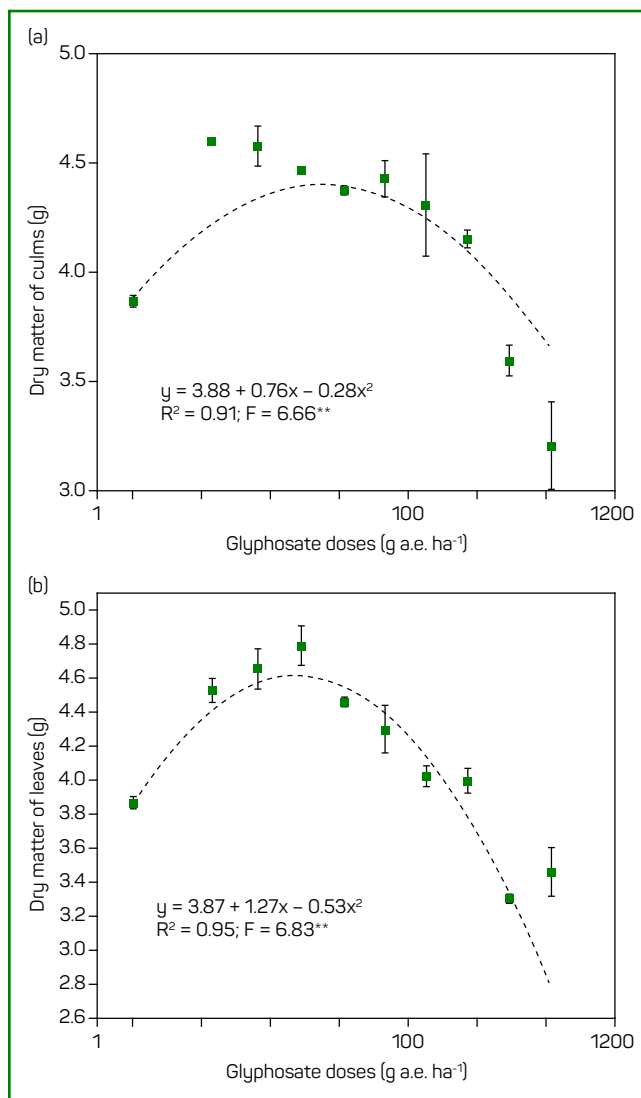 (a)
5.0
4.5
4.0
3.5
3.0
Dry matter of culms (g)
y = 3.88 + 0.76x – 0.28x²
R² = 0.91; F = 6.66**
1
100
1200
Glyphosate doses (g a.e. ha⁻¹)
(b)
5.0
4.8
4.6
4.4
4.2
4.0
3.8
3.6
3.4
3.2
3.0
2.8
2.6
Dry matter of leaves (g)
y = 3.87 + 1.27x – 0.53x²
R² = 0.95; F = 6.83**
1
100
1200
Glyphosate doses (g a.e. ha⁻¹)